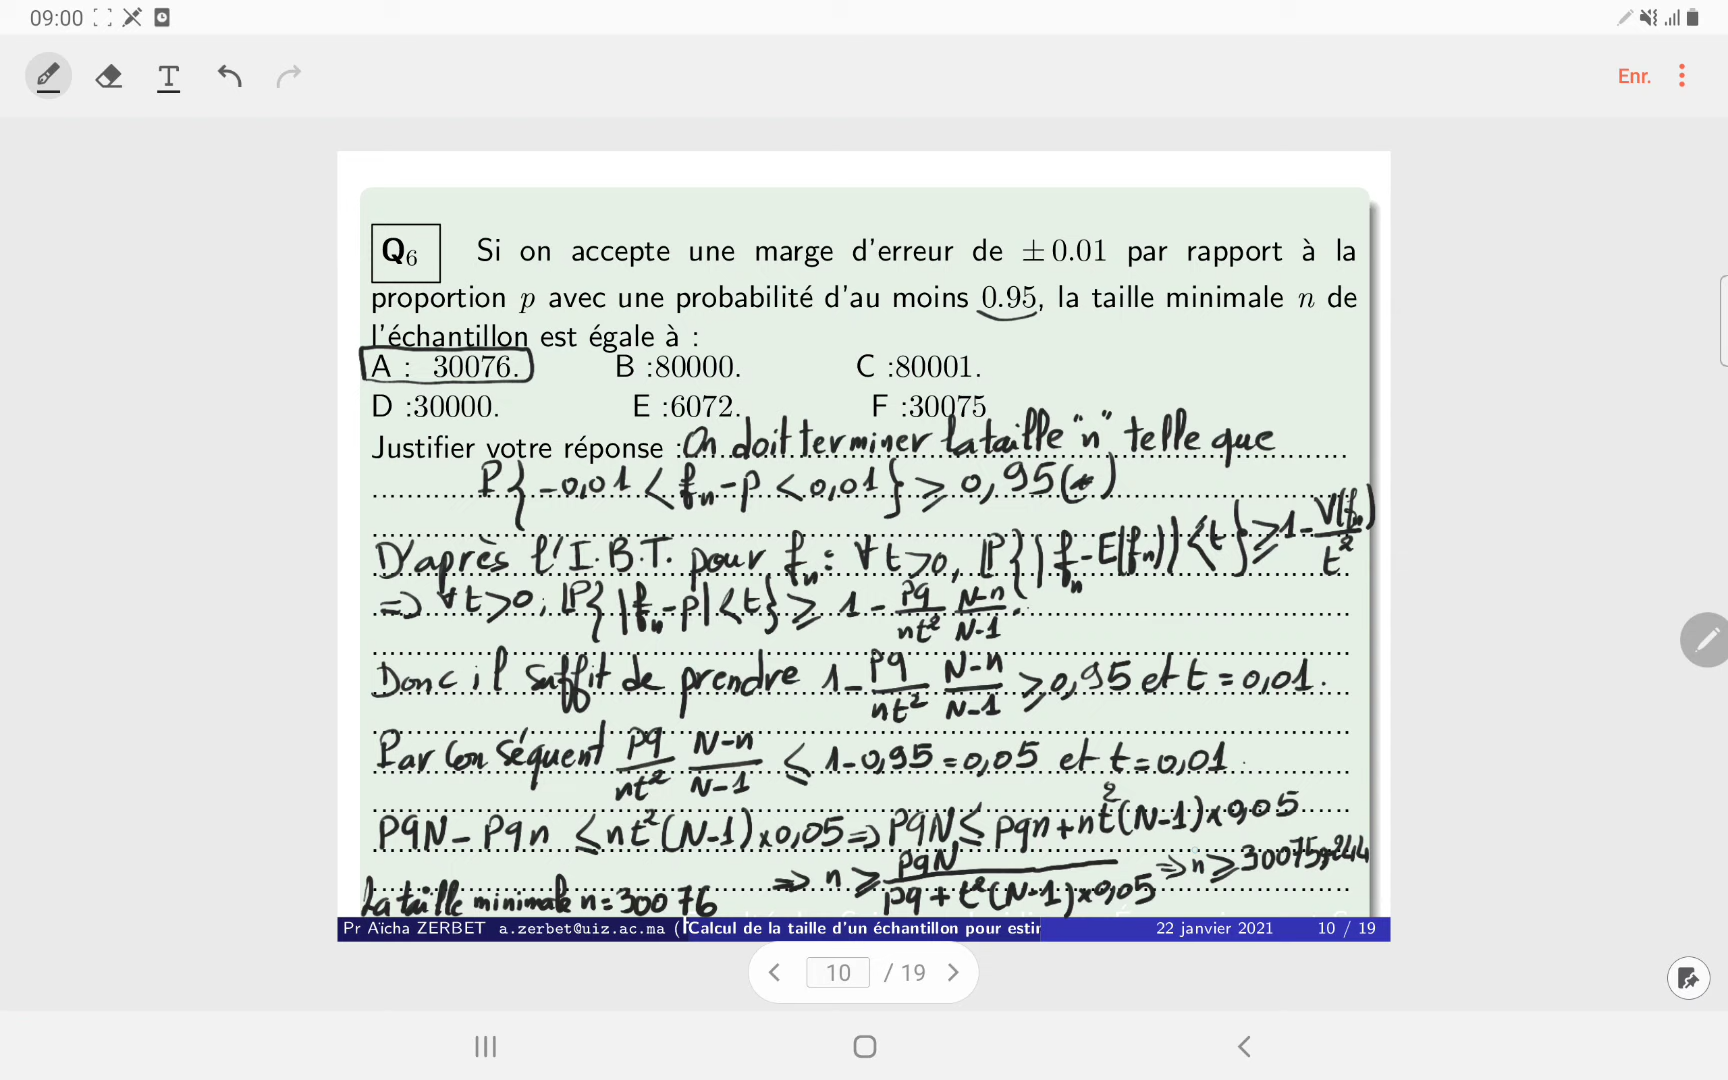 09:00
Enr.
Q6 Si on accepte une marge d'erreur de ± 0.01 par rapport à la
proportion p avec une probabilité d'au moins 0.95, la taille minimale n de
l'échantillon est égale à :
A : 30076. B :80000. C :80001.
D :30000. E :6072. F :30075
Justifier votre réponse : On doit terminer la taille "n" telle que
P{-0,01 < fn - p < 0,01} ≥ 0,95 (*)
D'après l'I.B.T. pour fn : ∀t>0, P{|fn - E(fn)| < t} ≥ 1 - V(fn)/t²
=> ∀t>0, P{|fn - p| < t} ≥ 1 - pq/nt² N-n/N-1.
Donc il suffit de prendre 1 - pq/nt² N-n/N-1 ≥ 0,95 et t = 0,01.
Par conséquent pq/nt² N-n/N-1 ≤ 1-0,95 = 0,05 et t = 0,01.
pqN - pqn ≤ nt²(N-1)×0,05 => pqN ≤ pqn + nt²(N-1)×0,05
=> n ≥ pqN/pq + t²(N-1)×0,05 => n ≥ 30075,244
La taille minimale n = 30076
Pr Aïcha ZERBET a.zerbet@uiz.ac.ma ( Calcul de la taille d'un échantillon pour estir 22 janvier 2021 10 / 19
10 / 19